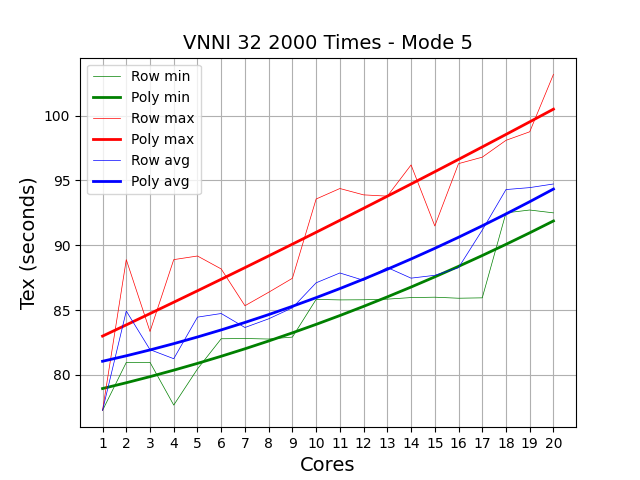 VNNI 32 2000 Times - Mode 5
Row min
Poly min
Row max
Poly max
Row avg
Poly avg
100
95
90
85
80
Tex (seconds)
1 2 3 4 5 6 7 8 9 10 11 12 13 14 15 16 17 18 19 20
Cores